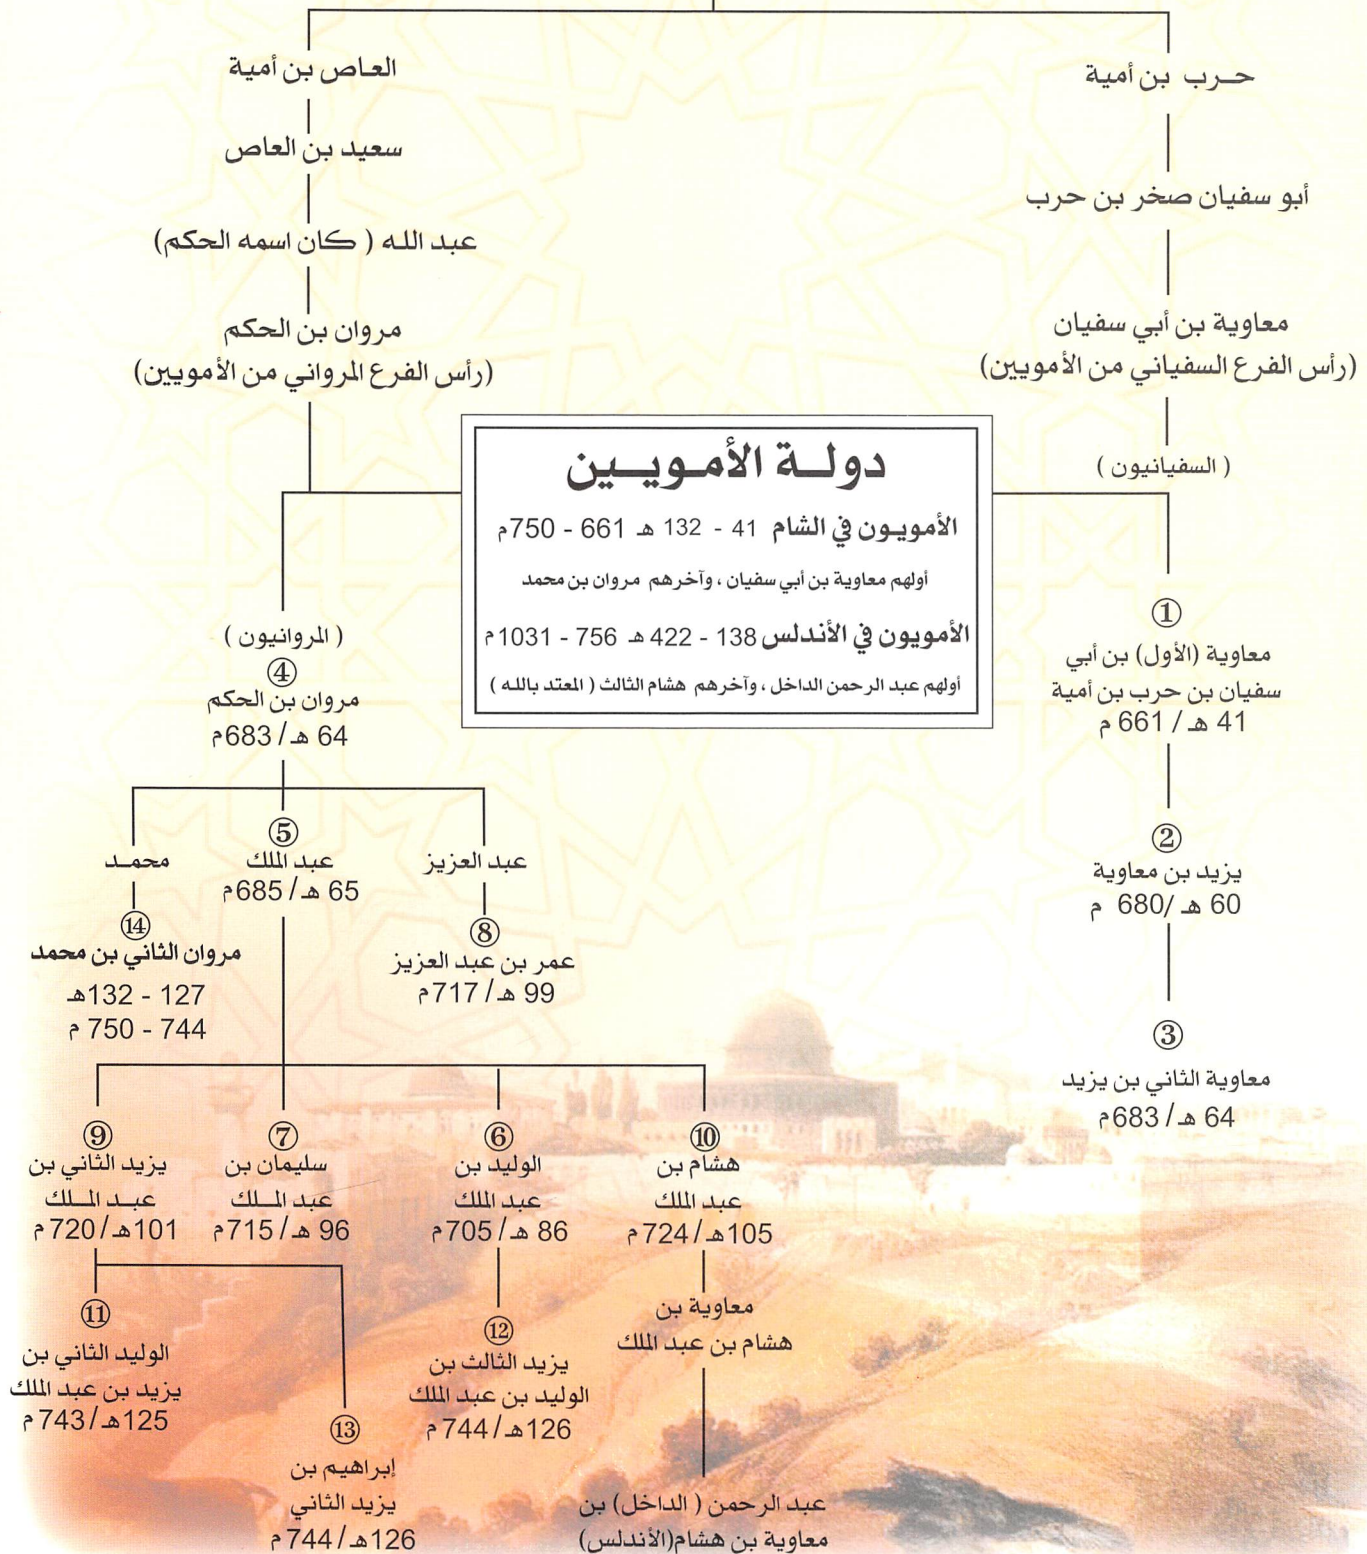 حـرب بن أمية
أبو سفيان صخر بن حرب
معاوية بن أبي سفيان
(رأس الفرع السفياني من الأمويين)
( السفيانيون )
العاص بن أمية
سعيد بن العاص
عبد الله ( كان اسمه الحكم)
مروان بن الحكم
(رأس الفرع المرواني من الأمويين)
دولـة الأمـويـيـن
الأمويـون في الشام 41 - 132 هـ 661 - 750م
أولهم معاوية بن أبي سفيان ، وآخرهم مروان بن محمد
الأمويون في الأندلس 138 - 422 هـ 756 - 1031 م
أولهم عبد الرحمن الداخل ، وآخرهم هشام الثالث ( المعتد بالله )
①
معاوية (الأول) بن أبي
سفيان بن حرب بن أمية
41 هـ / 661 م
②
يزيد بن معاوية
60 هـ /680 م
③
معاوية الثاني بن يزيد
64 هـ /683م
( المروانيون )
④
مروان بن الحكم
64 هـ /683م
عبد العزيز
⑧
عمر بن عبد العزيز
99 هـ /717م
⑤
عبد الملك
65 هـ /685م
محمـد
⑭
مروان الثاني بن محمد
127 - 132هـ
744 - 750 م
⑩
هشام بن
عبد الملك
105هـ/724م
معاوية بن
هشام بن عبد الملك
عبد الرحمن ( الداخل) بن
معاوية بن هشام(الأندلس)
⑥
الوليد بن
عبد الملك
86 هـ /705م
⑫
يزيد الثالث بن
الوليد بن عبد الملك
126هـ/744 م
⑦
سليمان بن
عبد المـلك
96 هـ /715م
⑨
يزيد الثاني بن
عبـد المـلك
101هـ/720م
⑪
الوليد الثاني بن
يزيد بن عبد الملك
125هـ/743 م
⑬
إبراهيم بن
يزيد الثاني
126هـ/744 م